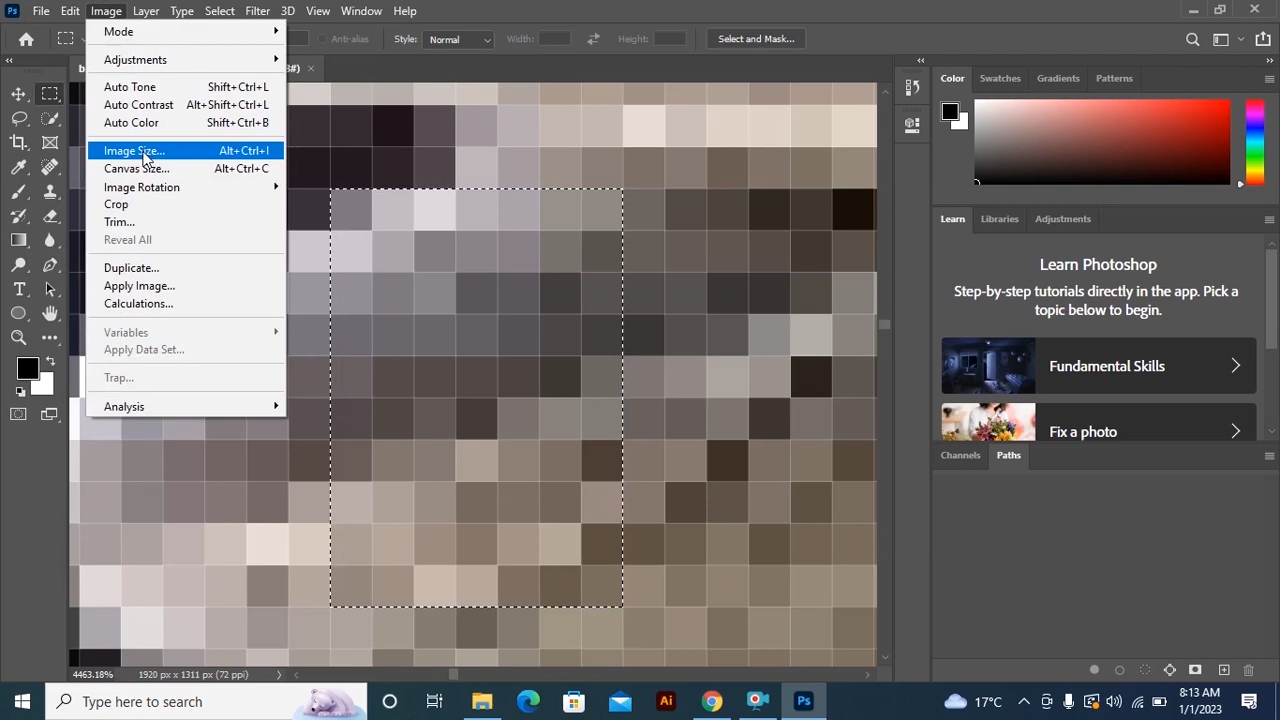 Ps File Edit Image Layer Type Select Filter 3D View Window Help
Anti-alias Style: Normal Width: Height: Select and Mask...
Mode
Adjustments
Auto Tone Shift+Ctrl+L
Auto Contrast Alt+Shift+Ctrl+L
Auto Color Shift+Ctrl+B
Image Size... Alt+Ctrl+I
Canvas Size... Alt+Ctrl+C
Image Rotation
Crop
Trim...
Reveal All
Duplicate...
Apply Image...
Calculations...
Variables
Apply Data Set...
Trap...
Analysis
Color Swatches Gradients Patterns
Learn Libraries Adjustments
Learn Photoshop
Step-by-step tutorials directly in the app. Pick a
topic below to begin.
Fundamental Skills
Fix a photo
Channels Paths
4463.18% 1920 px x 1311 px (72 ppi)
Type here to search
Ai
Ps
17°C
8:13 AM
1/1/2023